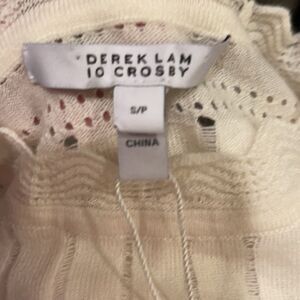 DEREK LAM
10 CROSBY
S/P
CHINA